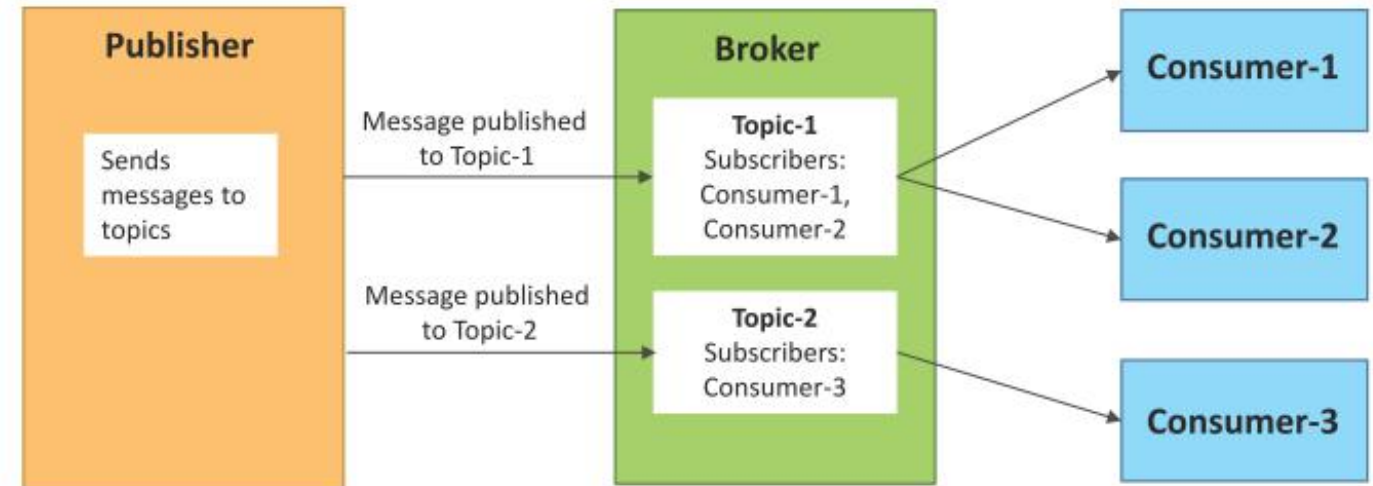 Publisher
Sends
messages to
topics
Message published
to Topic-1
Message published
to Topic-2
Broker
Topic-1
Subscribers:
Consumer-1,
Consumer-2
Topic-2
Subscribers:
Consumer-3
Consumer-1
Consumer-2
Consumer-3